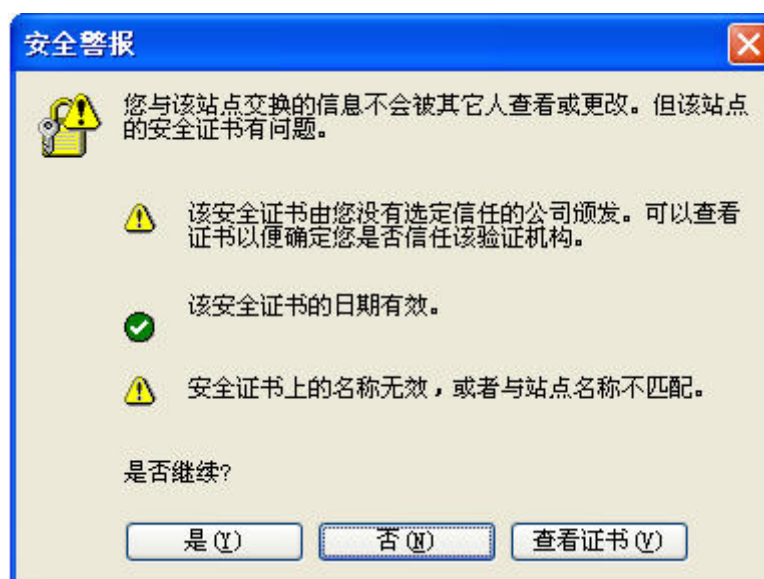 安全警报
您与该站点交换的信息不会被其它人查看或更改。但该站点
的安全证书有问题。
该安全证书由您没有选定信任的公司颁发。可以查看
证书以便确定您是否信任该验证机构。
该安全证书的日期有效。
安全证书上的名称无效，或者与站点名称不匹配。
是否继续?
是(Y) 否(N) 查看证书(V)